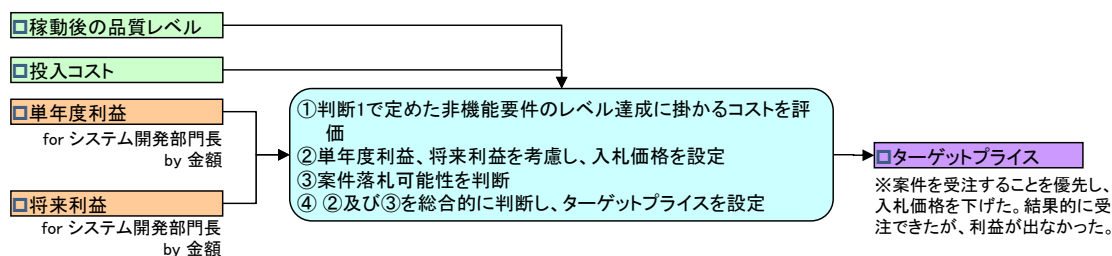 稼動後の品質レベル
投入コスト
単年度利益
for システム開発部門長
by 金額
将来利益
for システム開発部門長
by 金額
①判断1で定めた非機能要件のレベル達成に掛かるコストを評
価
②単年度利益、将来利益を考慮し、入札価格を設定
③案件落札可能性を判断
④ ②及び③を総合的に判断し、ターゲットプライスを設定
ターゲットプライス
※案件を受注することを優先し、
入札価格を下げた。結果的に受
注できたが、利益が出なかった。